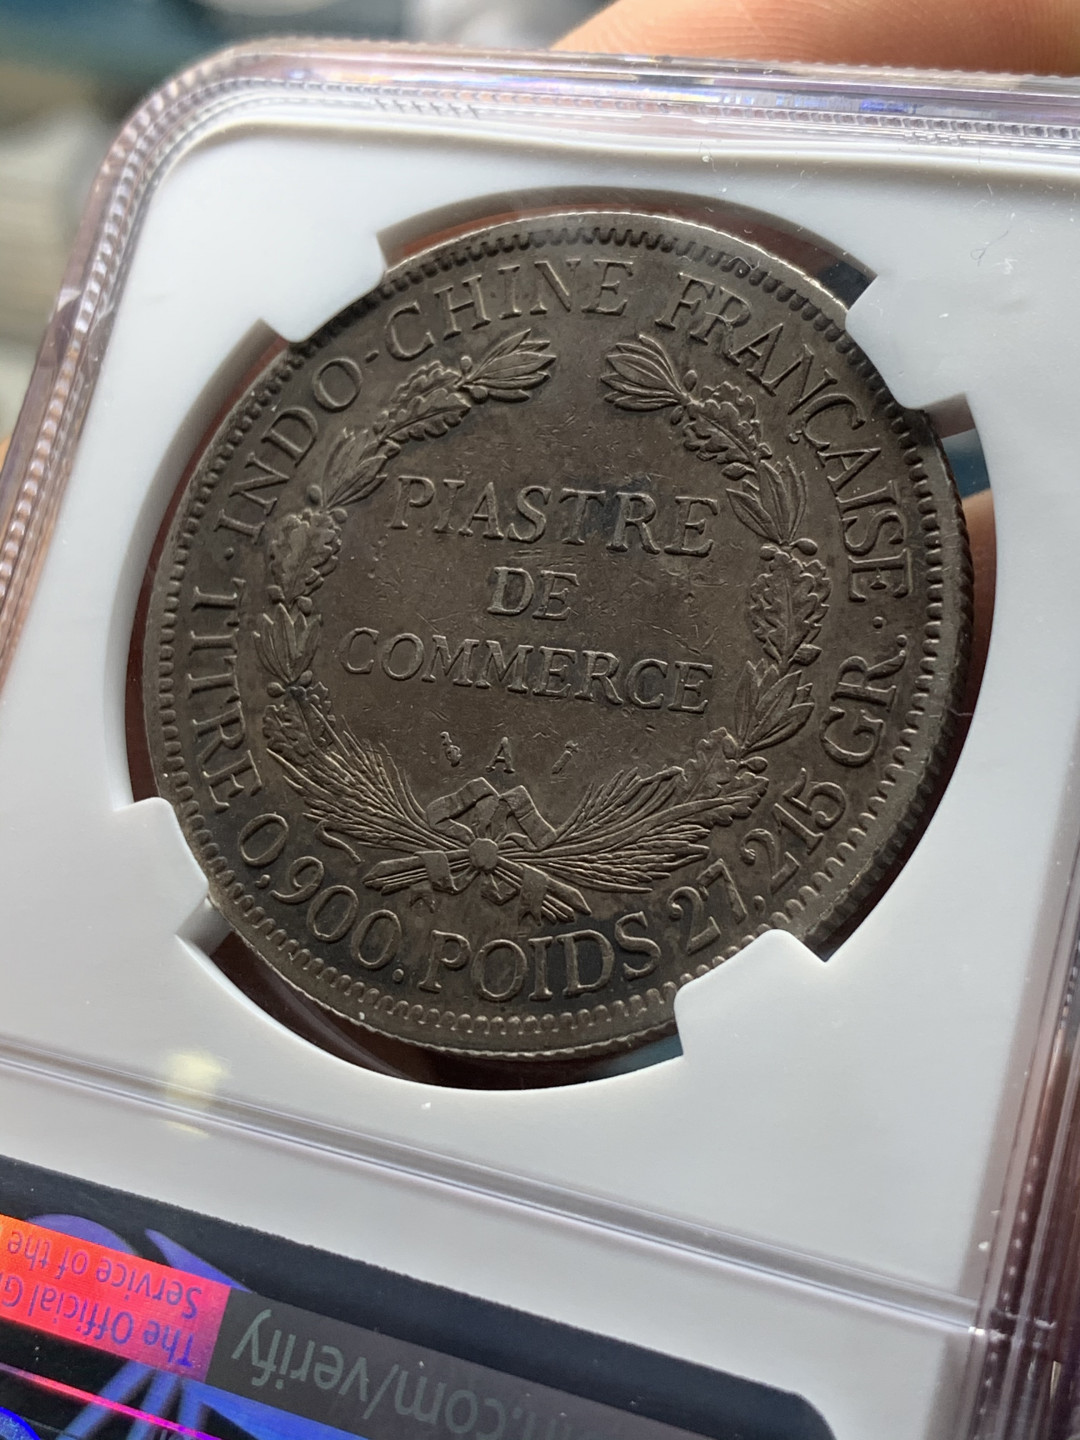 INDO-CHINE FRANÇAISE
· TITRE 0,900. POIDS 27,215 GR. ·
PIASTRE
DE
COMMERCE
A
The Official G
Service of the
.com/verify